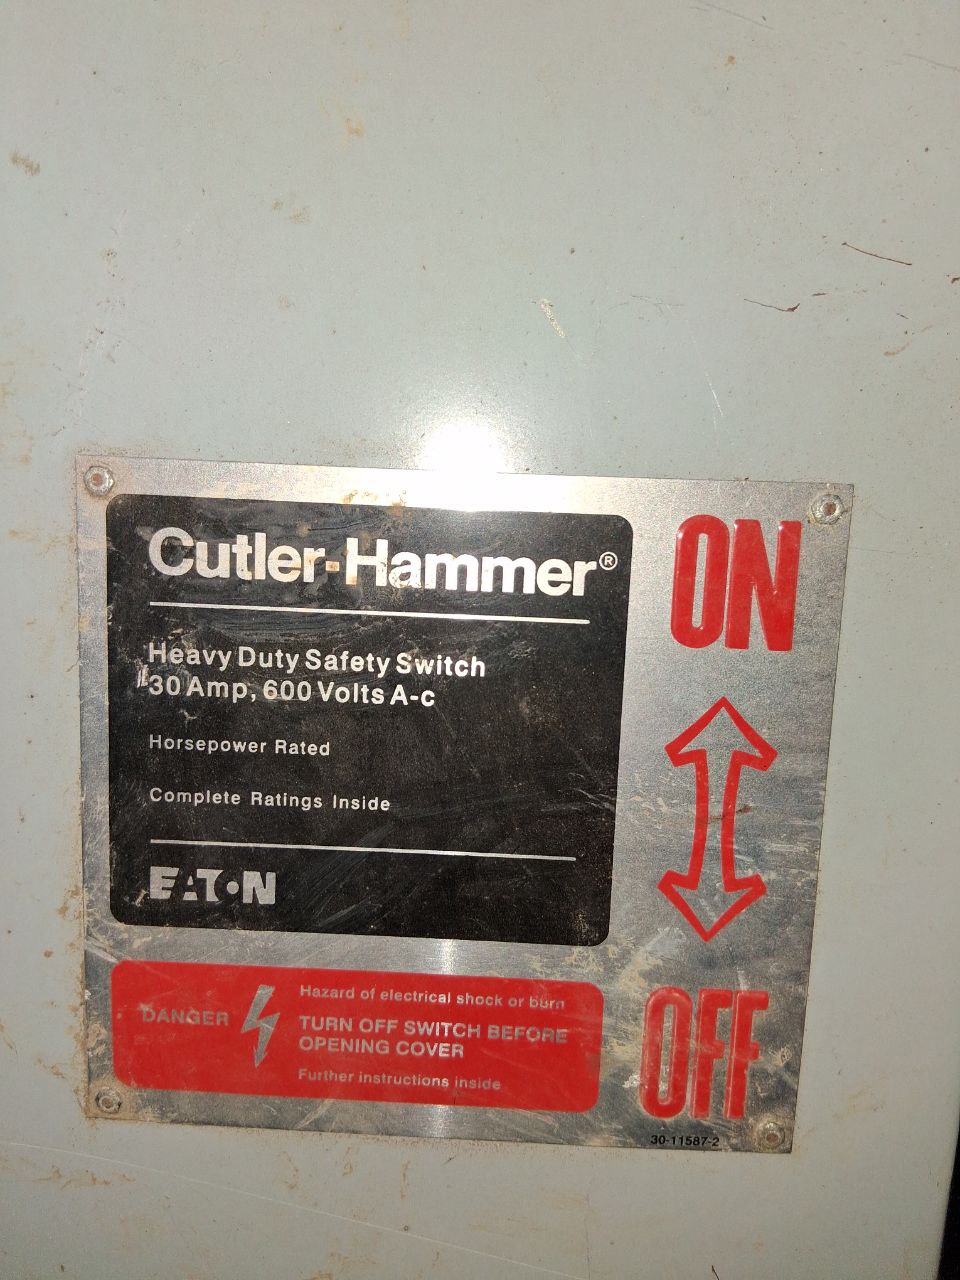 Cutler-Hammer®
Heavy Duty Safety Switch
30 Amp, 600 Volts A-c
Horsepower Rated
Complete Ratings Inside
EATON
ON
OFF
DANGER
Hazard of electrical shock or burn
TURN OFF SWITCH BEFORE
OPENING COVER
Further instructions inside
30-11587-2